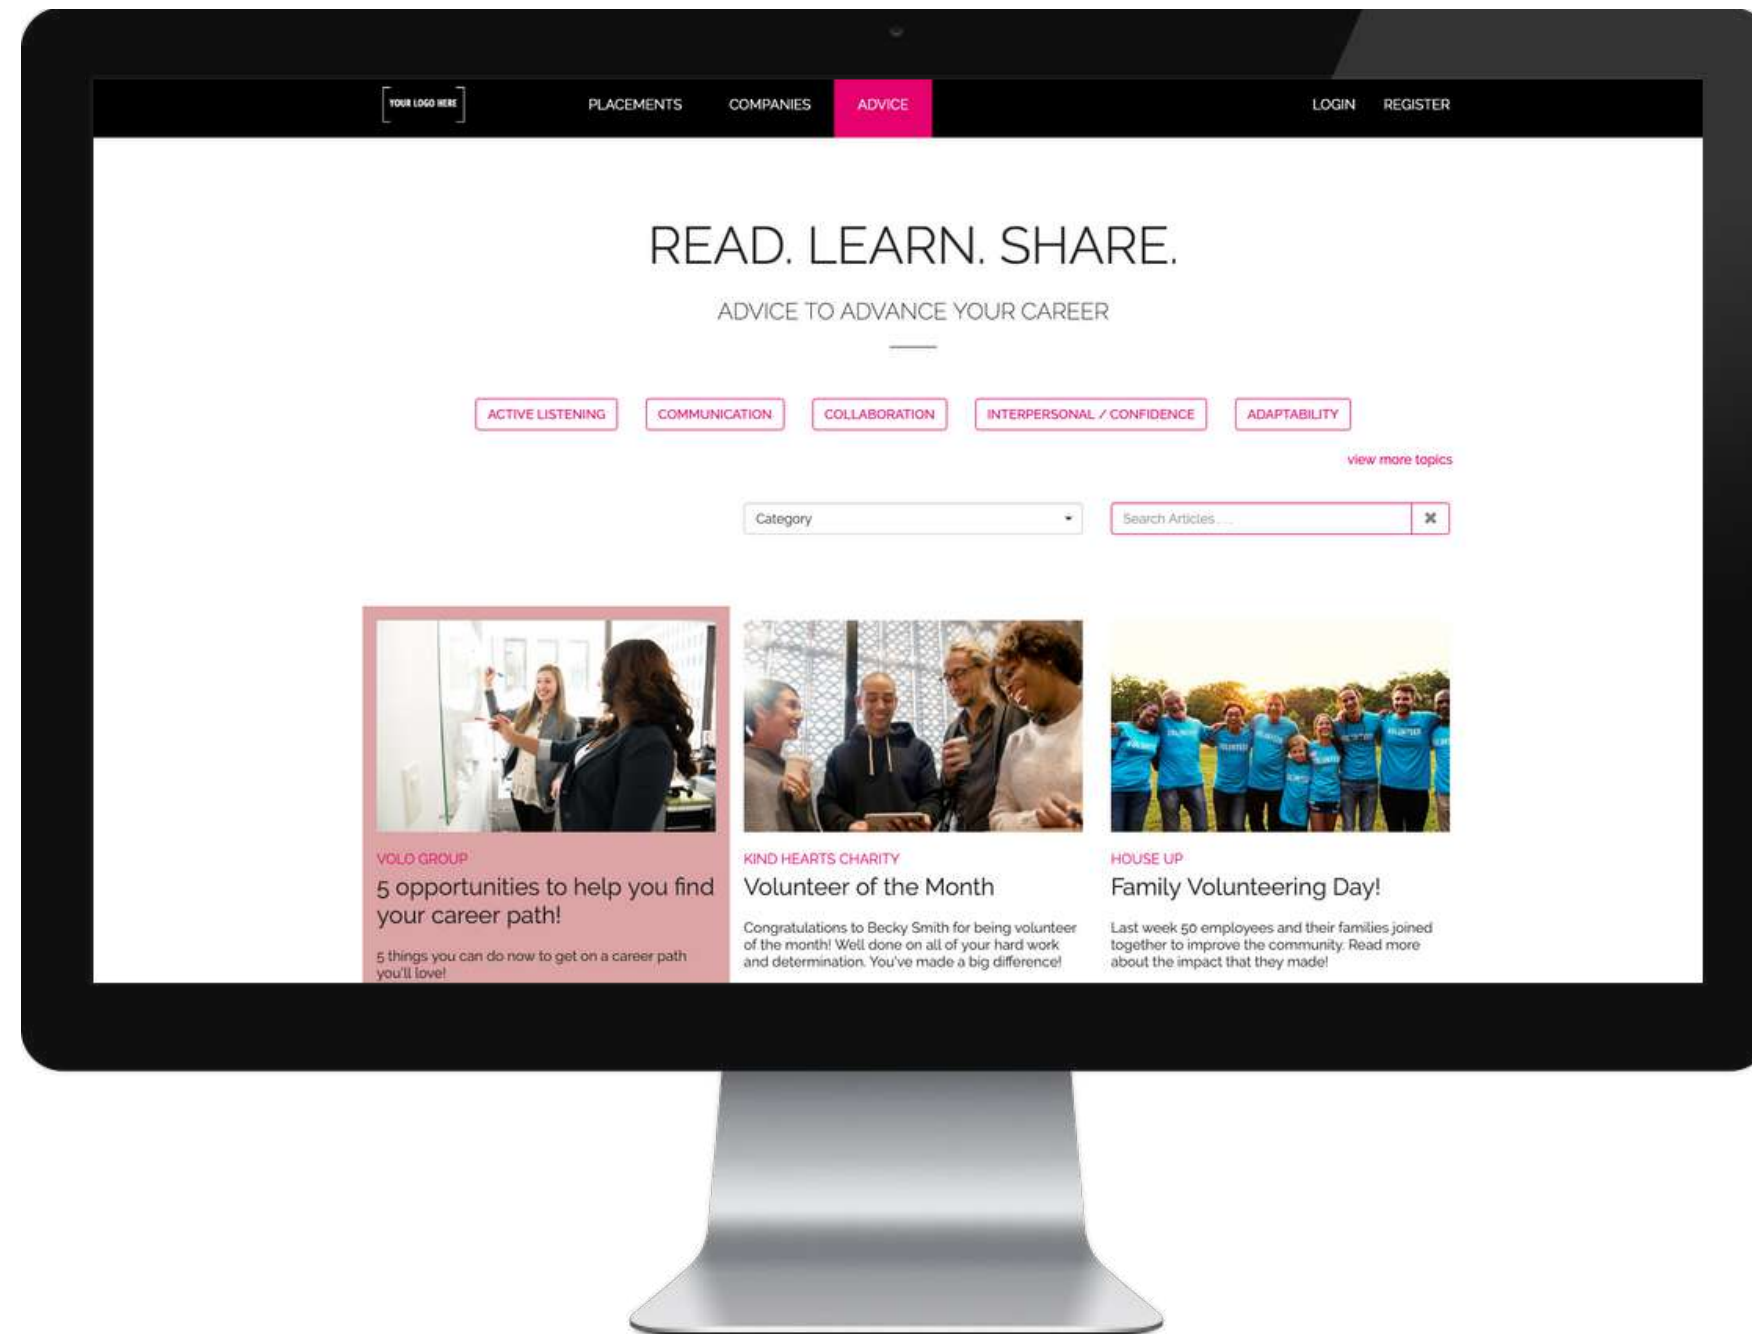 YOUR LOGO HERE
PLACEMENTS
COMPANIES
ADVICE
LOGIN
REGISTER
READ. LEARN. SHARE.
ADVICE TO ADVANCE YOUR CAREER
ACTIVE LISTENING
COMMUNICATION
COLLABORATION
INTERPERSONAL / CONFIDENCE
ADAPTABILITY
view more topics
Category
Search Articles . . .
VOLO GROUP
5 opportunities to help you find
your career path!
5 things you can do now to get on a career path
you'll love!
KIND HEARTS CHARITY
Volunteer of the Month
Congratulations to Becky Smith for being volunteer
of the month! Well done on all of your hard work
and determination. You've made a big difference!
VOLUNTEER
VOLUNTEER
HOUSE UP
Family Volunteering Day!
Last week 50 employees and their families joined
together to improve the community. Read more
about the impact that they made!